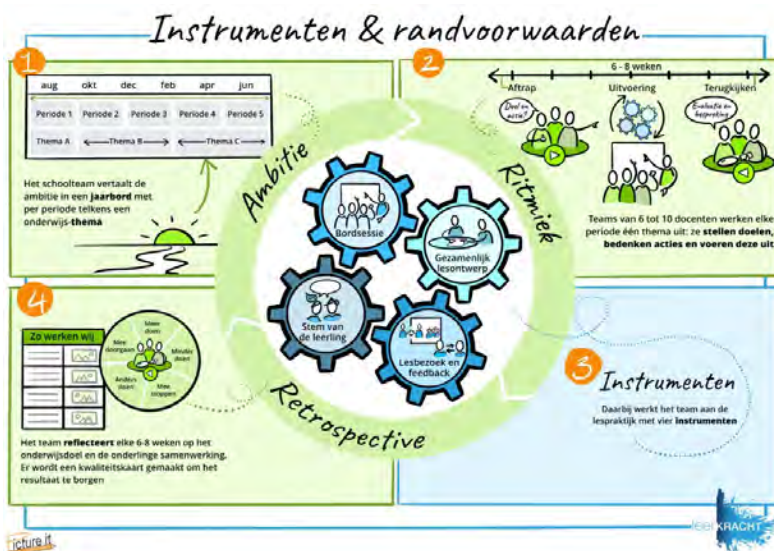 Instrumenten & randvoorwaarden
1
aug okt dec feb apr jun
Periode 1 Periode 2 Periode 3 Periode 4 Periode 5
Thema A Thema B Thema C
Het schoolteam vertaalt de
ambitie in een jaarbord met
per periode telkens een
onderwijs-thema
2
6 - 8 weken
Aftrap Uitvoering Terugkijken
Doel en
actie?
Evaluatie en
bespreking
Teams van 6 tot 10 docenten werken elke
periode één thema uit: ze stellen doelen,
bedenken acties en voeren deze uit
Ambitie
Ritmiek
Retrospective
Bordsessie
Gezamenlijk
lesontwerp
Stem van
de leerling
Lesbezoek en
feedback
3
Instrumenten
Daarbij werkt het team aan de
lespraktijk met vier instrumenten
4
Zo werken wij
Meer
doen
Minder
doen
Mee
stoppen
Anders
doen
Mee
doorgaan
Het team reflecteert elke 6-8 weken op het
onderwijsdoel en de onderlinge samenwerking.
Er wordt een kwaliteitskaart gemaakt om het
resultaat te borgen
icture it
KRACHT